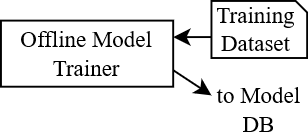 Training
Dataset
Offline Model
Trainer
to Model
DB